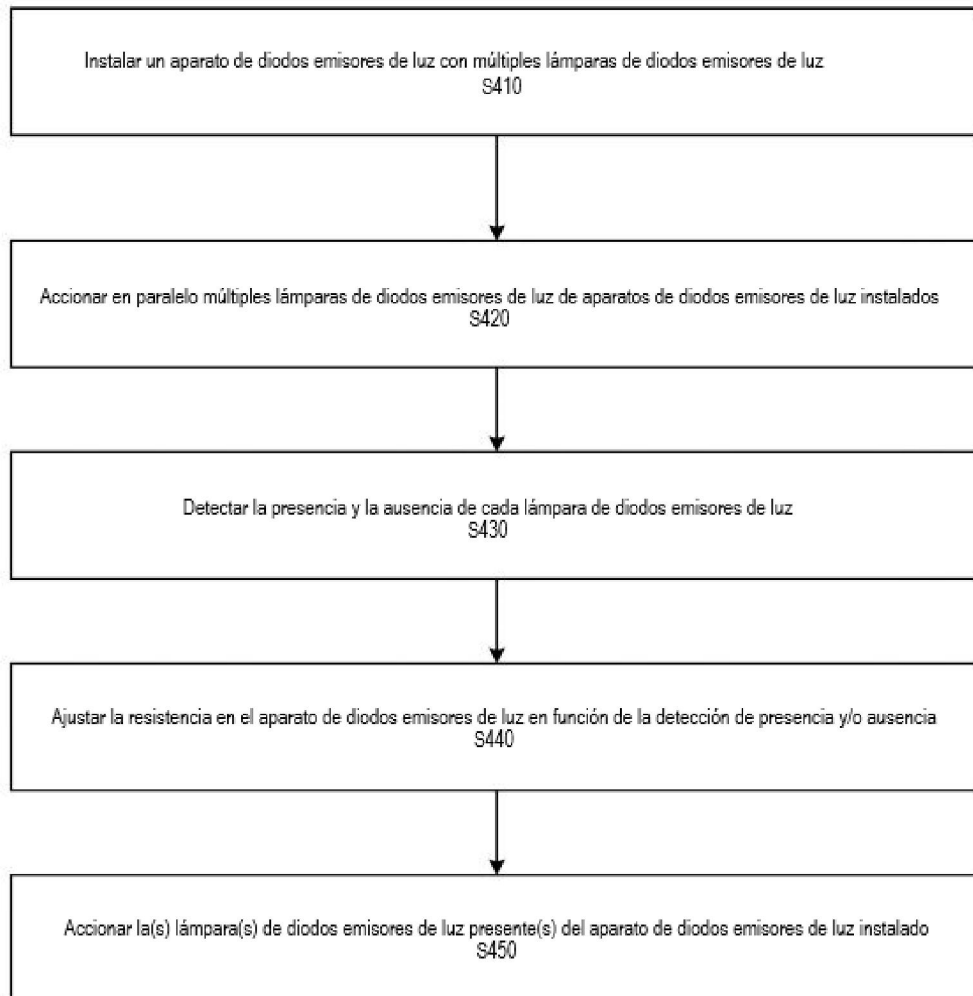 Instalar un aparato de diodos emisores de luz con múltiples lámparas de diodos emisores de luz
S410
Accionar en paralelo múltiples lámparas de diodos emisores de luz de aparatos de diodos emisores de luz instalados
S420
Detectar la presencia y la ausencia de cada lámpara de diodos emisores de luz
S430
Ajustar la resistencia en el aparato de diodos emisores de luz en función de la detección de presencia y/o ausencia
S440
Accionar la(s) lámpara(s) de diodos emisores de luz presente(s) del aparato de diodos emisores de luz instalado
S450